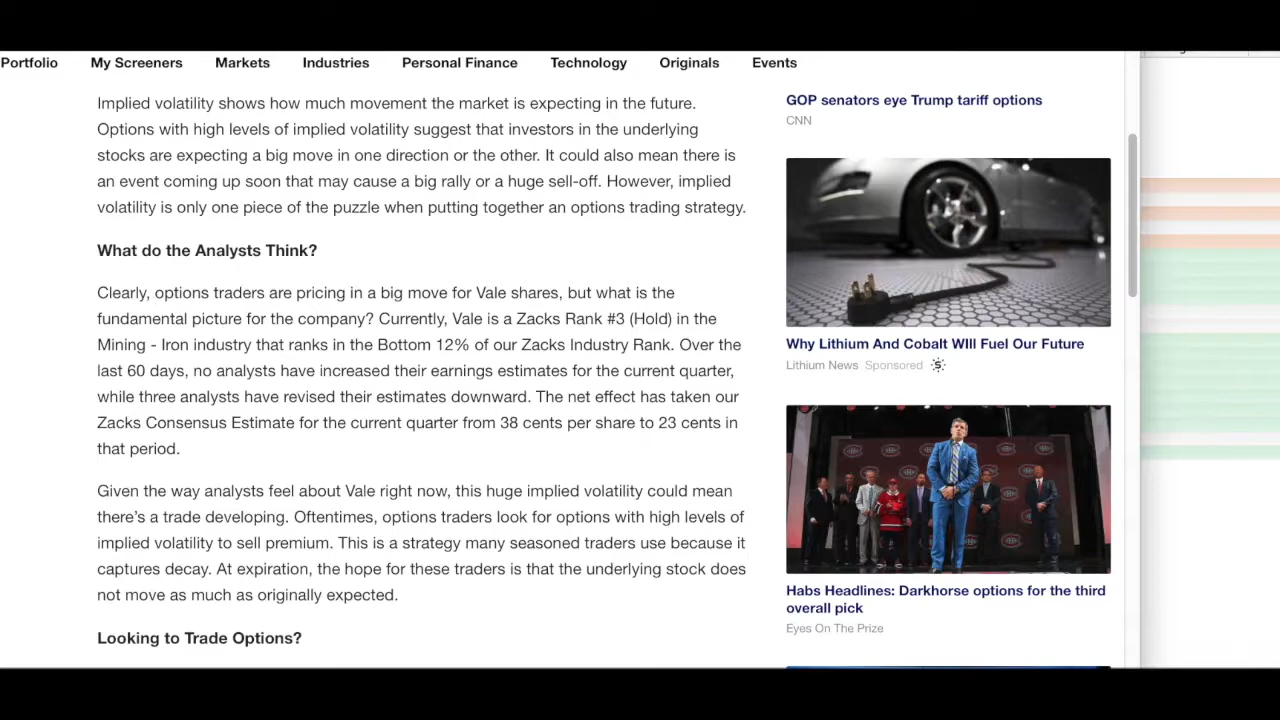 Portfolio My Screeners Markets Industries Personal Finance Technology Originals Events
Implied volatility shows how much movement the market is expecting in the future.
Options with high levels of implied volatility suggest that investors in the underlying
stocks are expecting a big move in one direction or the other. It could also mean there is
an event coming up soon that may cause a big rally or a huge sell-off. However, implied
volatility is only one piece of the puzzle when putting together an options trading strategy.
What do the Analysts Think?
Clearly, options traders are pricing in a big move for Vale shares, but what is the
fundamental picture for the company? Currently, Vale is a Zacks Rank #3 (Hold) in the
Mining - Iron industry that ranks in the Bottom 12% of our Zacks Industry Rank. Over the
last 60 days, no analysts have increased their earnings estimates for the current quarter,
while three analysts have revised their estimates downward. The net effect has taken our
Zacks Consensus Estimate for the current quarter from 38 cents per share to 23 cents in
that period.
Given the way analysts feel about Vale right now, this huge implied volatility could mean
there's a trade developing. Oftentimes, options traders look for options with high levels of
implied volatility to sell premium. This is a strategy many seasoned traders use because it
captures decay. At expiration, the hope for these traders is that the underlying stock does
not move as much as originally expected.
Looking to Trade Options?
GOP senators eye Trump tariff options
CNN
Why Lithium And Cobalt WIll Fuel Our Future
Lithium News Sponsored
Habs Headlines: Darkhorse options for the third
overall pick
Eyes On The Prize